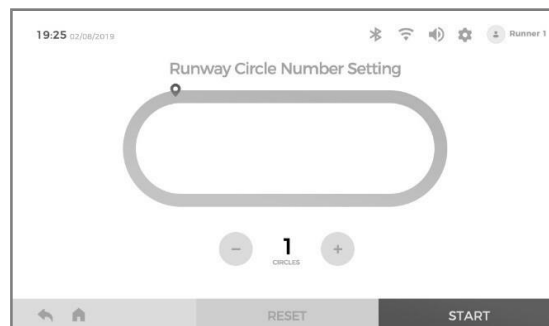 19:25 02/08/2019 Runner 1
Runway Circle Number Setting
− 1 +
CIRCLES
RESET START